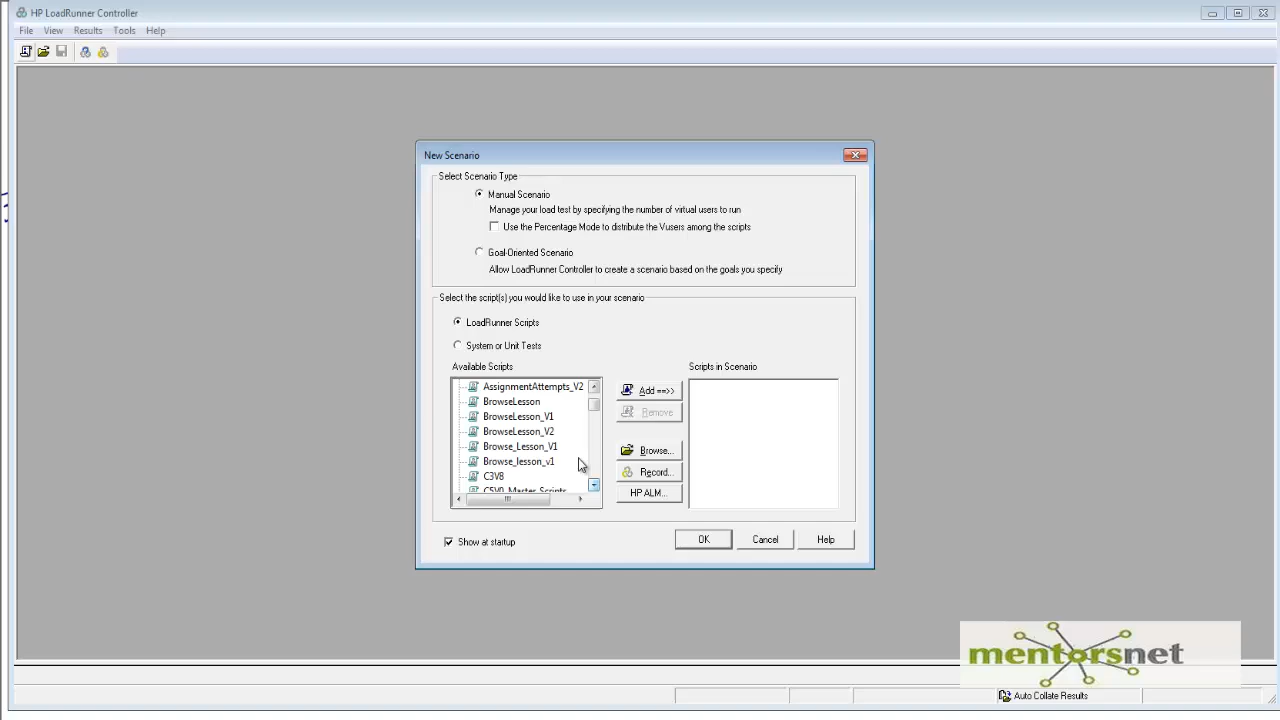 HP LoadRunner Controller
File View Results Tools Help
New Scenario
Select Scenario Type
Manual Scenario
Manage your load test by specifying the number of virtual users to run
Use the Percentage Mode to distribute the Vusers among the scripts
Goal-Oriented Scenario
Allow LoadRunner Controller to create a scenario based on the goals you specify
Select the script(s) you would like to use in your scenario
LoadRunner Scripts
System or Unit Tests
Available Scripts
Scripts in Scenario
AssignmentAttempts_V2
BrowseLesson
BrowseLesson_V1
BrowseLesson_V2
Browse_Lesson_V1
Browse_lesson_v1
C3V8
Add ==>>
Remove
Browse...
Record...
HP ALM...
Show at startup
OK Cancel Help
mentorsnet
Auto Collate Results